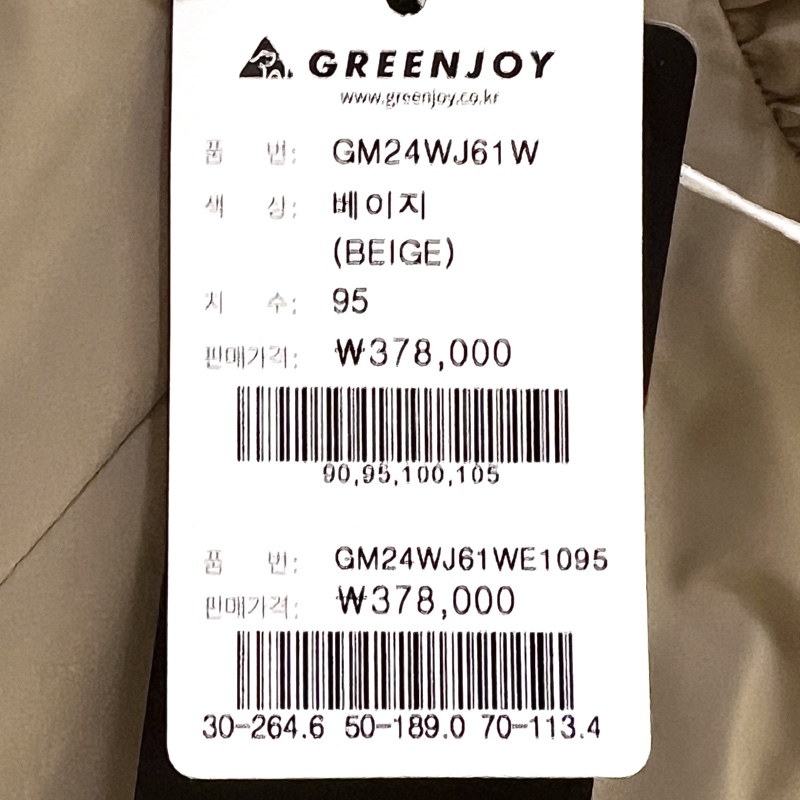 GREENJOY
www.greenjoy.co.kr
품 번: GM24WJ61W
색 상: 베이지
(BEIGE)
치 수: 95
판매가격: ₩378,000
90,95,100,105
품 번: GM24WJ61WE1095
판매가격: ₩378,000
30-264.6 50-189.0 70-113.4